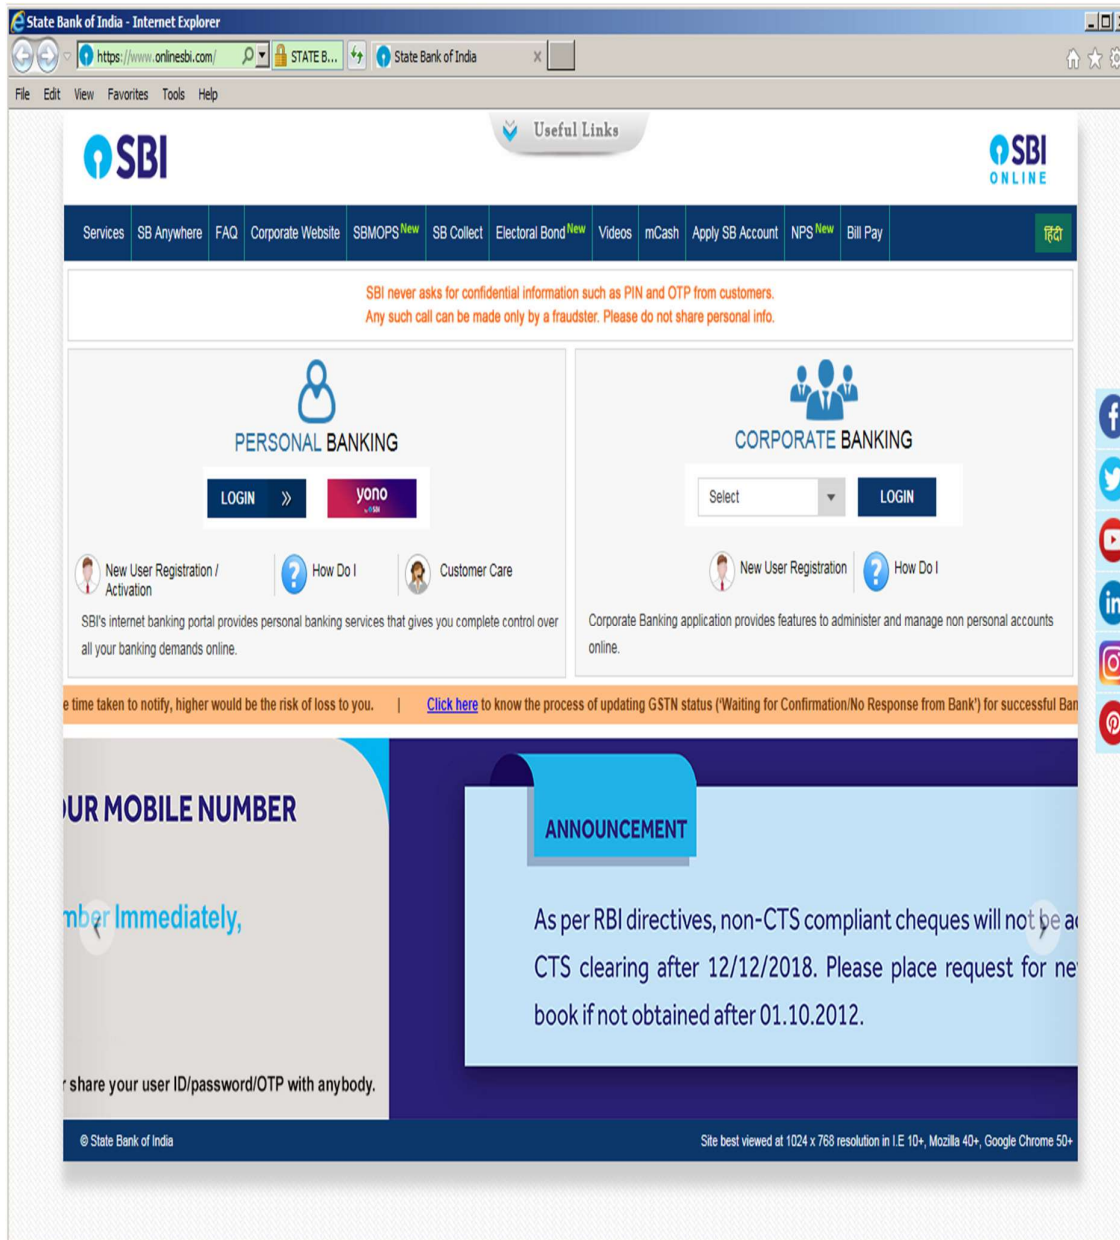 State Bank of India - Internet Explorer
https://www.onlinesbi.com/
STATE B...
State Bank of India
File Edit View Favorites Tools Help
SBI
Useful Links
SBI
ONLINE
Services SB Anywhere FAQ Corporate Website SBMOPS New SB Collect Electoral Bond New Videos mCash Apply SB Account NPS New Bill Pay हिंदी
SBI never asks for confidential information such as PIN and OTP from customers.
Any such call can be made only by a fraudster. Please do not share personal info.
PERSONAL BANKING
LOGIN
yono
by SBI
New User Registration /
Activation
How Do I
Customer Care
SBI's internet banking portal provides personal banking services that gives you complete control over
all your banking demands online.
CORPORATE BANKING
Select
LOGIN
New User Registration
How Do I
Corporate Banking application provides features to administer and manage non personal accounts
online.
e time taken to notify, higher would be the risk of loss to you. | Click here to know the process of updating GSTN status ('Waiting for Confirmation/No Response from Bank') for successful Ban
OUR MOBILE NUMBER
mber Immediately,
r share your user ID/password/OTP with anybody.
ANNOUNCEMENT
As per RBI directives, non-CTS compliant cheques will not be ac
CTS clearing after 12/12/2018. Please place request for ne
book if not obtained after 01.10.2012.
© State Bank of India
Site best viewed at 1024 x 768 resolution in I.E 10+, Mozilla 40+, Google Chrome 50+